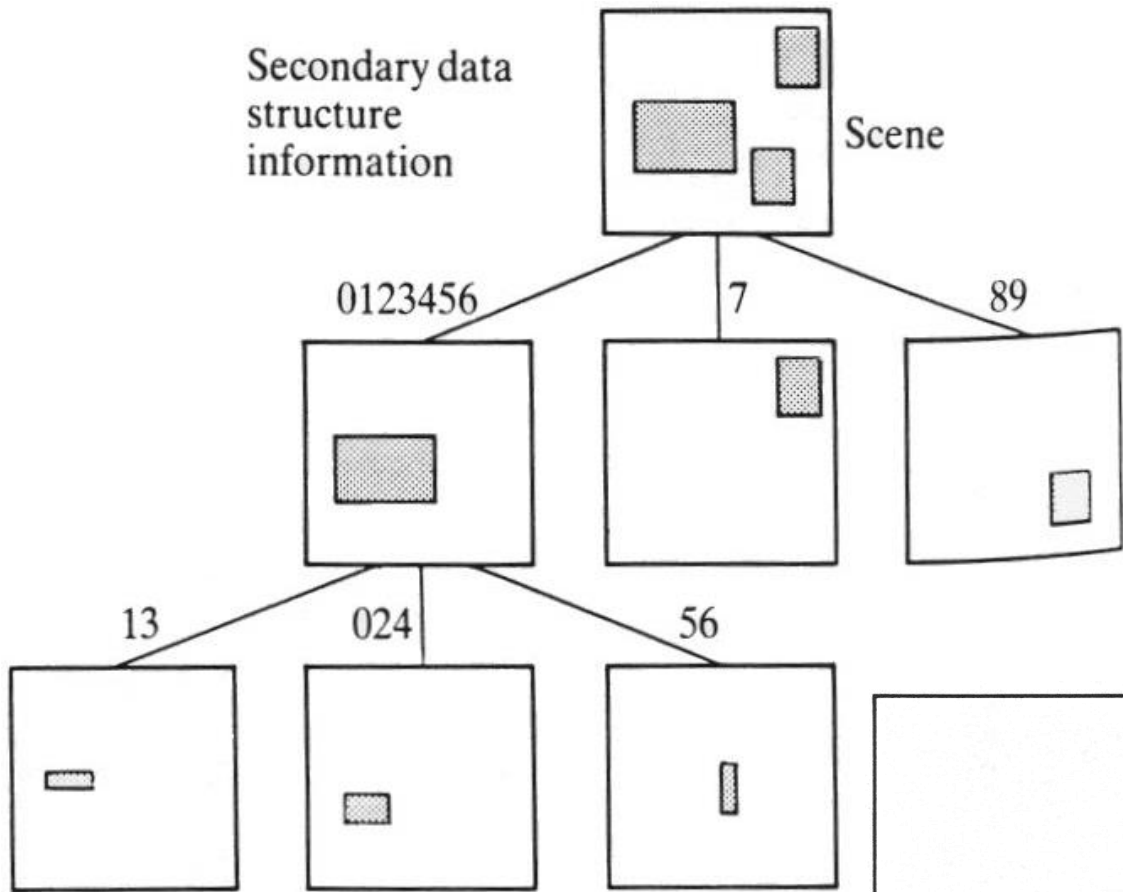 Secondary data
structure
information
Scene
0123456
7
89
13
024
56